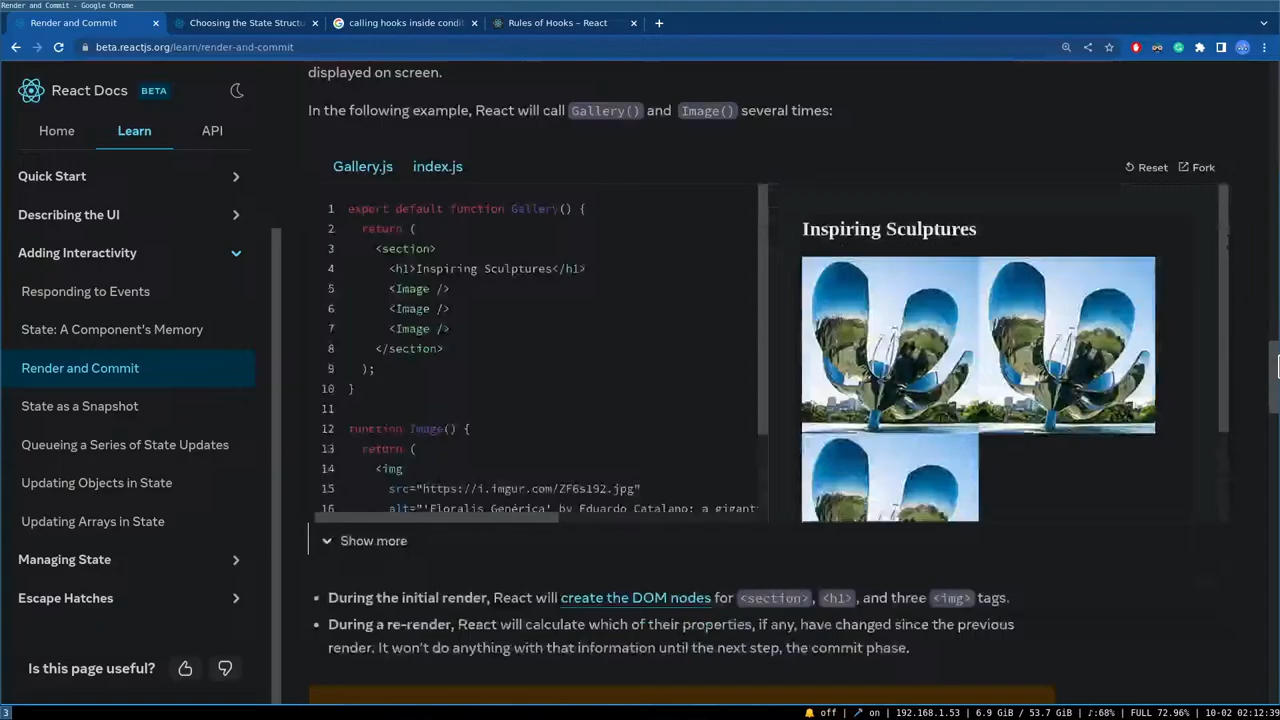 Render and Commit - Google Chrome
Render and Commit
Choosing the State Structu
calling hooks inside condit
Rules of Hooks – React
beta.reactjs.org/learn/render-and-commit
React Docs BETA
Home Learn API
Quick Start
Describing the UI
Adding Interactivity
Responding to Events
State: A Component's Memory
Render and Commit
State as a Snapshot
Queueing a Series of State Updates
Updating Objects in State
Updating Arrays in State
Managing State
Escape Hatches
Is this page useful?
displayed on screen.
In the following example, React will call Gallery() and Image() several times:
Gallery.js index.js
Reset Fork
1 export default function Gallery() {
2 return (
3 <section>
4 <h1>Inspiring Sculptures</h1>
5 <Image />
6 <Image />
7 <Image />
8 </section>
9 );
10 }
11
12 function Image() {
13 return (
14 <img
15 src="https://i.imgur.com/ZF6s192.jpg"
16 alt="'Floralis Genérica' by Eduardo Catalano: a gigant
Inspiring Sculptures
Show more
During the initial render, React will create the DOM nodes for <section>, <h1>, and three <img> tags.
During a re-render, React will calculate which of their properties, if any, have changed since the previous
render. It won't do anything with that information until the next step, the commit phase.
3
off | on | 192.168.1.53 | 6.9 GiB / 53.7 GiB | ♪:68% | FULL 72.96% | 10-02 02:12:39